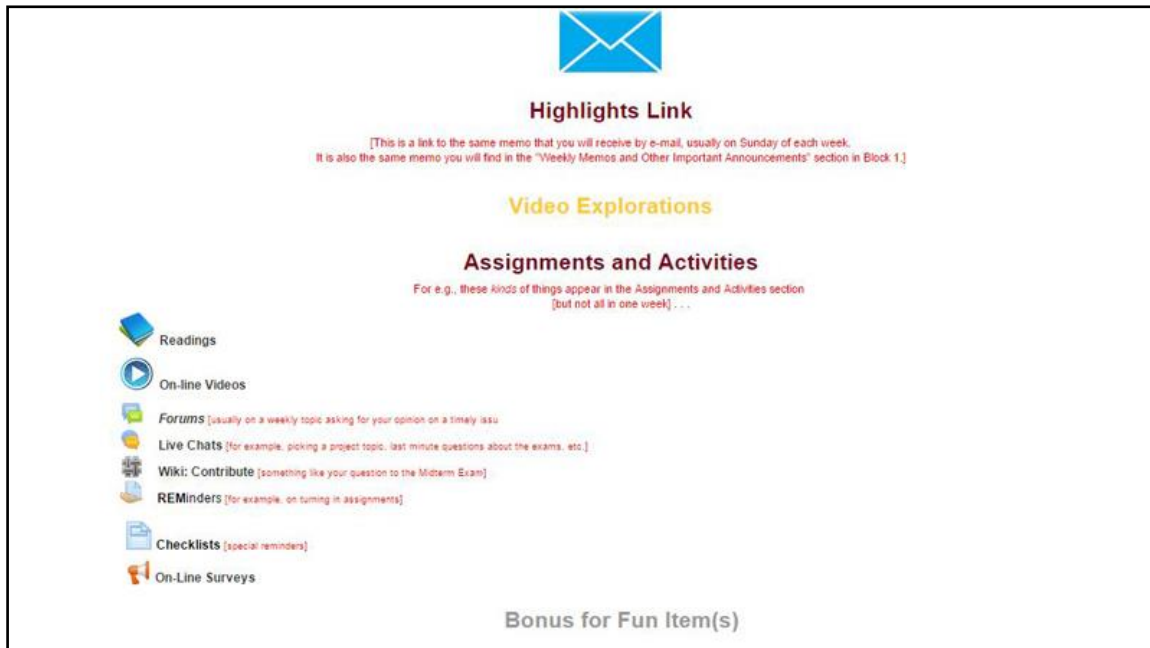 Highlights Link
[This is a link to the same memo that you will receive by e-mail, usually on Sunday of each week.
It is also the same memo you will find in the "Weekly Memos and Other Important Announcements" section in Block 1.]
Video Explorations
Assignments and Activities
For e.g., these kinds of things appear in the Assignments and Activities section
[but not all in one week] . . .
Readings
On-line Videos
Forums [usually on a weekly topic asking for your opinion on a timely issu
Live Chats [for example, picking a project topic, last minute questions about the exams, etc.]
Wiki: Contribute [something like your question to the Midterm Exam]
REMinders [for example, on turning in assignments]
Checklists [special reminders]
On-Line Surveys
Bonus for Fun Item(s)